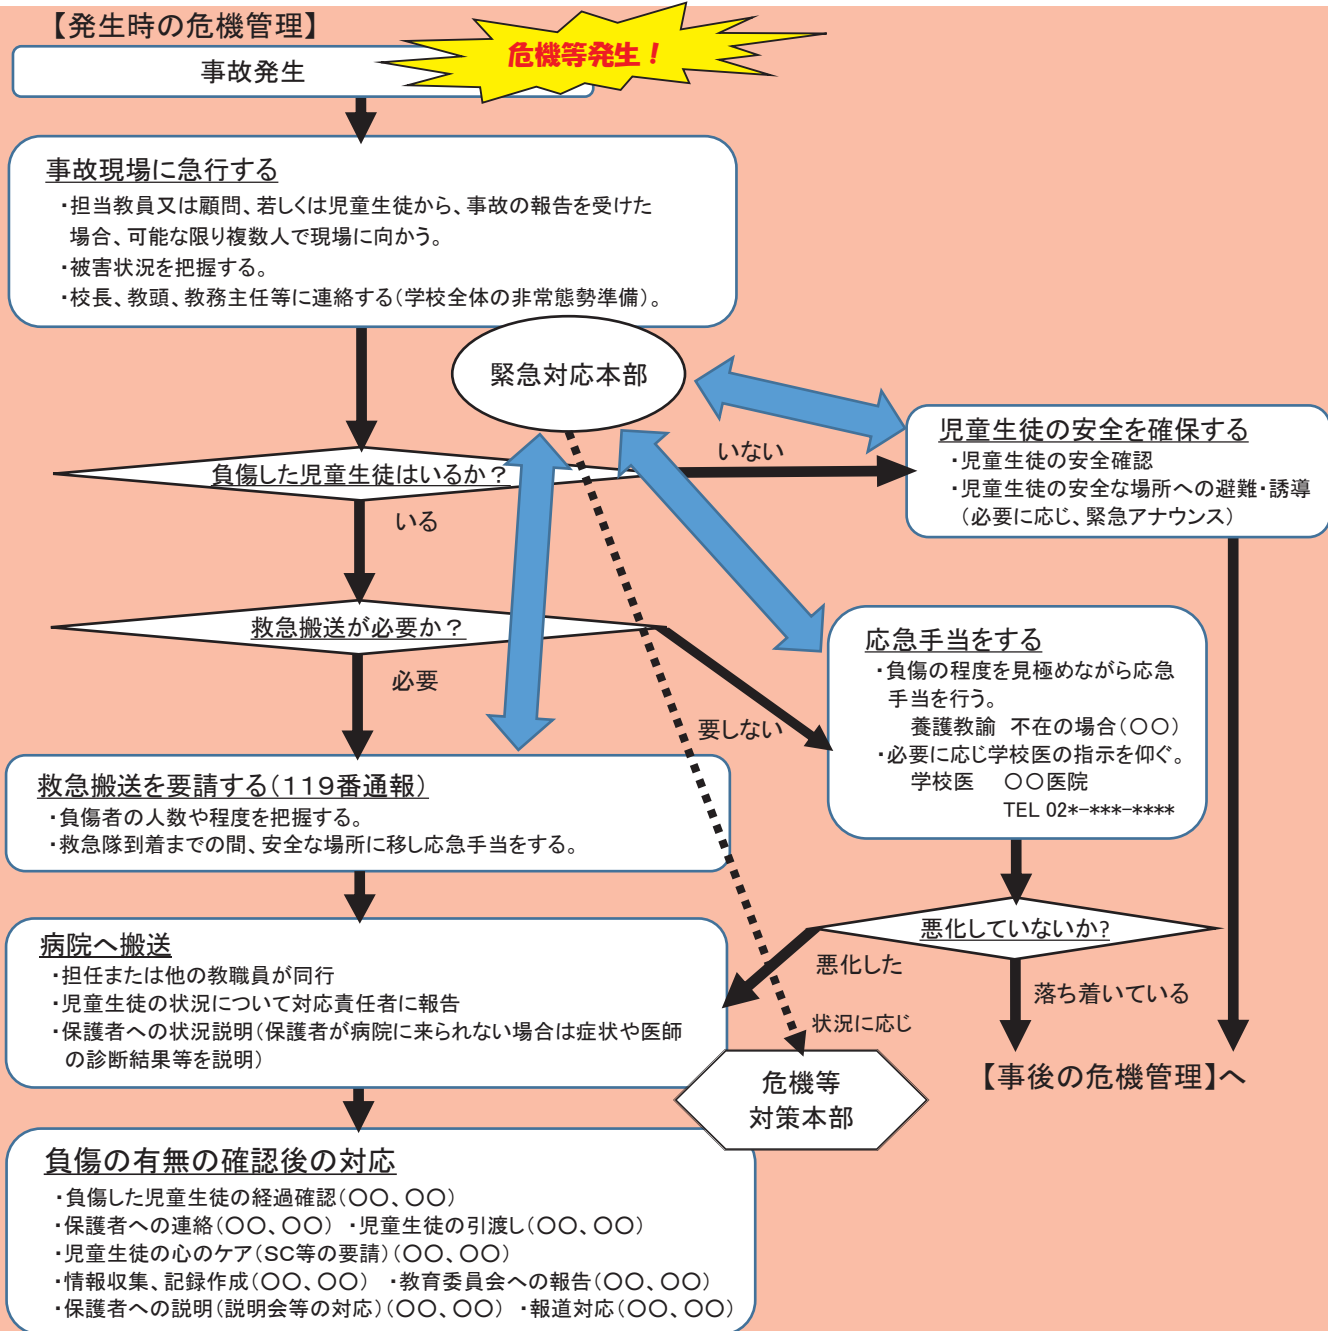 【発生時の危機管理】
危機等発生！
事故発生
事故現場に急行する
・担当教員又は顧問、若しくは児童生徒から、事故の報告を受けた
場合、可能な限り複数人で現場に向かう。
・被害状況を把握する。
・校長、教頭、教務主任等に連絡する(学校全体の非常態勢準備)。
緊急対応本部
負傷した児童生徒はいるか？
いない
いる
児童生徒の安全を確保する
・児童生徒の安全確認
・児童生徒の安全な場所への避難・誘導
(必要に応じ、緊急アナウンス)
救急搬送が必要か？
必要
要しない
応急手当をする
・負傷の程度を見極めながら応急
手当を行う。
養護教諭 不在の場合(〇〇)
・必要に応じ学校医の指示を仰ぐ。
学校医 〇〇医院
TEL 02*-***-****
救急搬送を要請する(119番通報)
・負傷者の人数や程度を把握する。
・救急隊到着までの間、安全な場所に移し応急手当をする。
悪化していないか?
悪化した
落ち着いている
病院へ搬送
・担任または他の教職員が同行
・児童生徒の状況について対応責任者に報告
・保護者への状況説明(保護者が病院に来られない場合は症状や医師
の診断結果等を説明)
状況に応じ
危機等
対策本部
【事後の危機管理】へ
負傷の有無の確認後の対応
・負傷した児童生徒の経過確認(〇〇、〇〇)
・保護者への連絡(〇〇、〇〇) ・児童生徒の引渡し(〇〇、〇〇)
・児童生徒の心のケア(SC等の要請)(〇〇、〇〇)
・情報収集、記録作成(〇〇、〇〇) ・教育委員会への報告(〇〇、〇〇)
・保護者への説明(説明会等の対応)(〇〇、〇〇) ・報道対応(〇〇、〇〇)